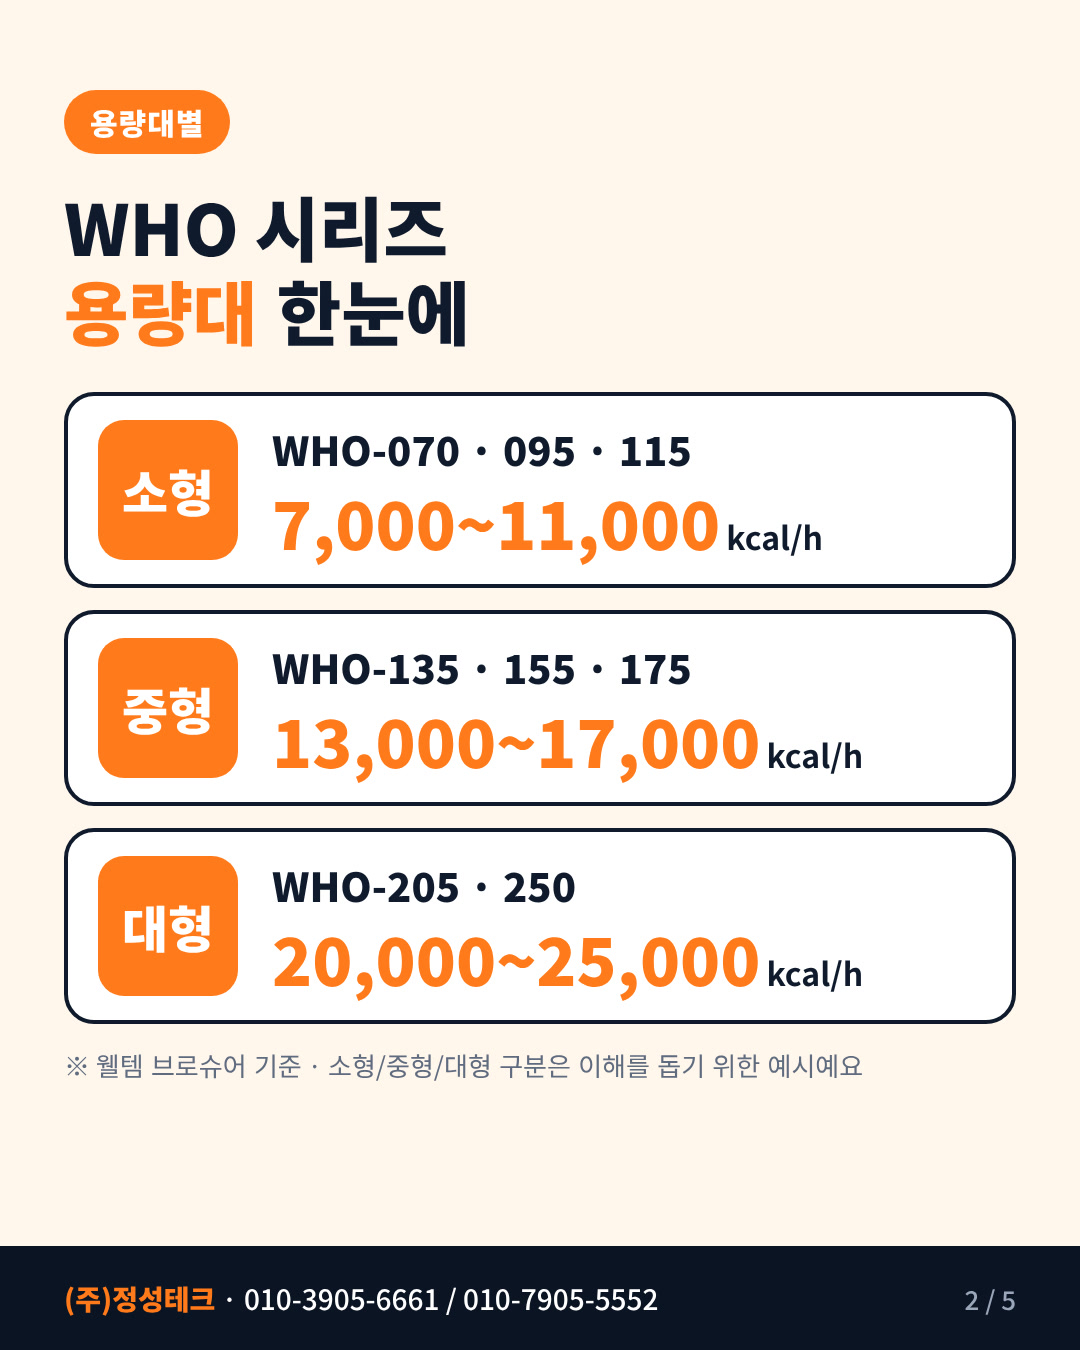 용량대별
WHO 시리즈
용량대 한눈에
소형
WHO-070 · 095 · 115
7,000~11,000 kcal/h
중형
WHO-135 · 155 · 175
13,000~17,000 kcal/h
대형
WHO-205 · 250
20,000~25,000 kcal/h
※ 웰템 브로슈어 기준 · 소형/중형/대형 구분은 이해를 돕기 위한 예시예요
(주)정성테크 · 010-3905-6661 / 010-7905-5552
2 / 5